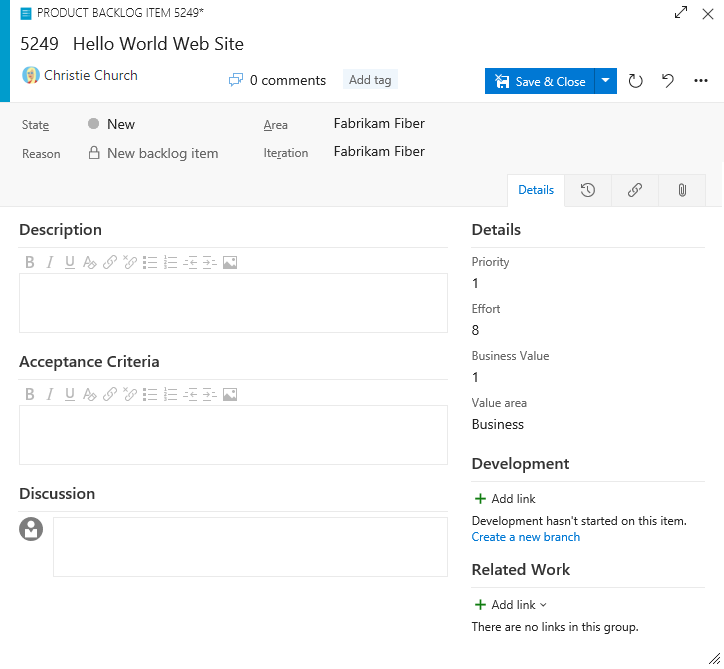 PRODUCT BACKLOG ITEM 5249*
5249 Hello World Web Site
Christie Church
0 comments
Add tag
Save & Close
State New
Area Fabrikam Fiber
Reason New backlog item
Iteration Fabrikam Fiber
Details
Description
B I U
Acceptance Criteria
B I U
Discussion
Details
Priority
1
Effort
8
Business Value
1
Value area
Business
Development
Add link
Development hasn't started on this item.
Create a new branch
Related Work
Add link
There are no links in this group.